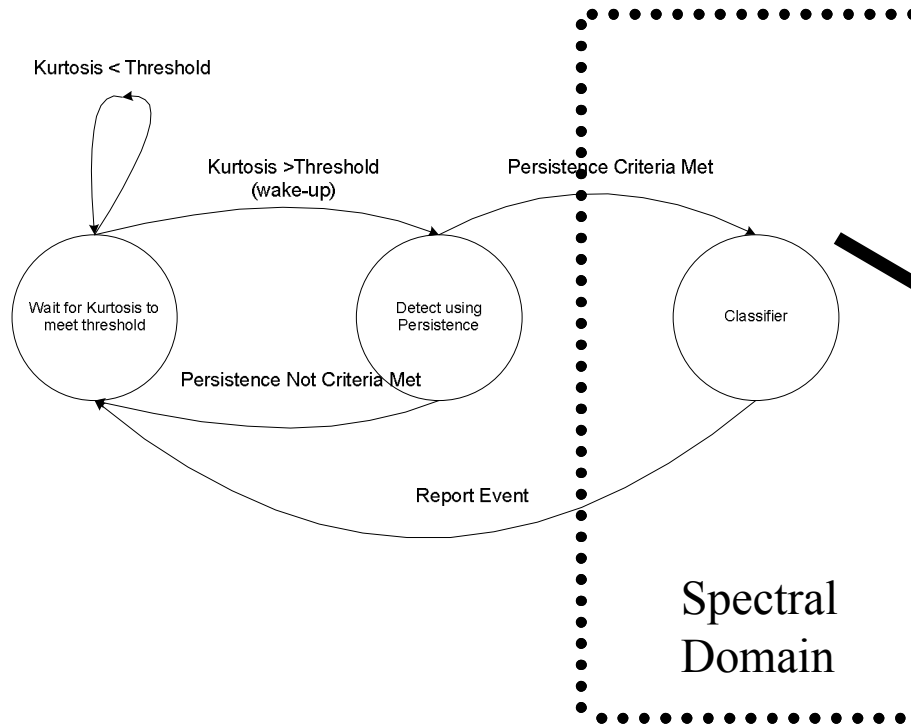 Kurtosis < Threshold
Kurtosis >Threshold
(wake-up)
Persistence Criteria Met
Wait for Kurtosis to
meet threshold
Detect using
Persistence
Classifier
Persistence Not Criteria Met
Report Event
Spectral
Domain